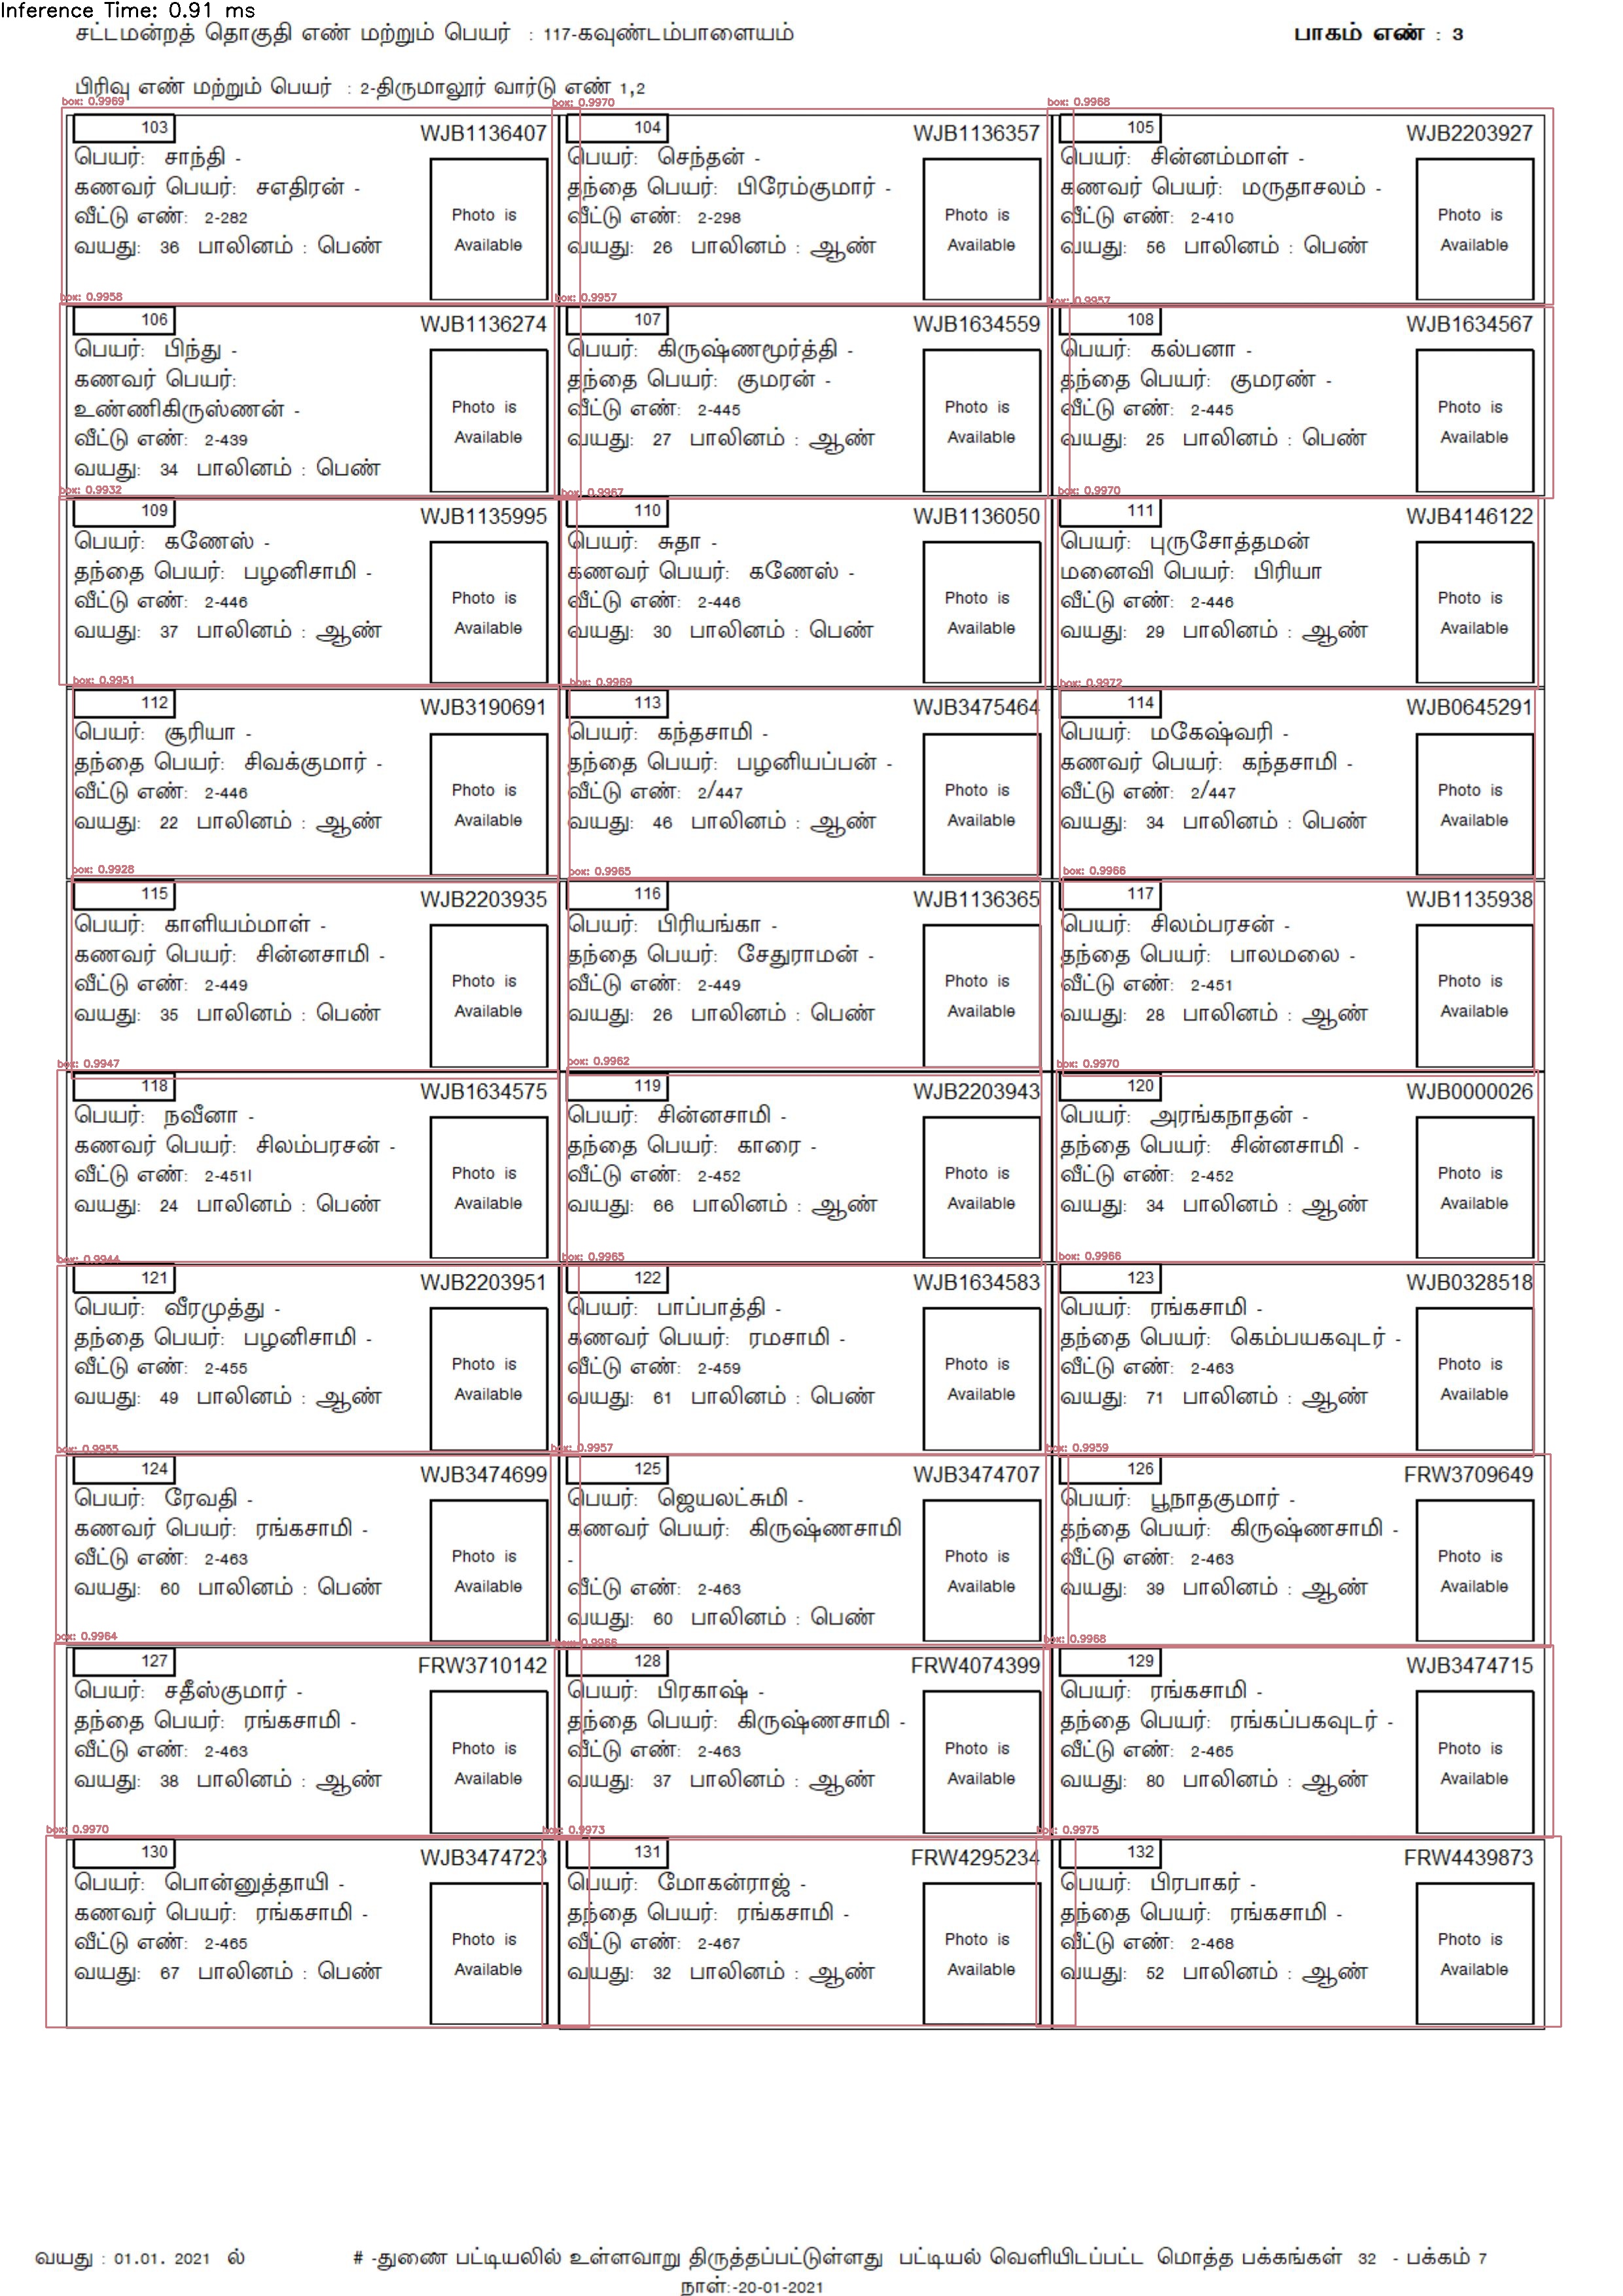 Inference Time: 0.91 ms
சட்டமன்றத் தொகுதி எண் மற்றும் பெயர் : 117-கவுண்டம்பாளையம்
பாகம் எண் : 3
பிரிவு எண் மற்றும் பெயர் : 2-திருமாலூர் வார்டு எண் 1,2
box: 0.9969
box: 0.9970
box: 0.9968
103 WJB1136407
பெயர்: சாந்தி -
கணவர் பெயர்: சஎதிரன் -
வீட்டு எண்: 2-282
வயது: 36 பாலினம் : பெண்
Photo is
Available
104 WJB1136357
பெயர்: செந்தன் -
தந்தை பெயர்: பிரேம்குமார் -
வீட்டு எண்: 2-298
வயது: 26 பாலினம் : ஆண்
Photo is
Available
105 WJB2203927
பெயர்: சின்னம்மாள் -
கணவர் பெயர்: மருதாசலம் -
வீட்டு எண்: 2-410
வயது: 56 பாலினம் : பெண்
Photo is
Available
box: 0.9958
box: 0.9957
box: 0.9957
106 WJB1136274
பெயர்: பிந்து -
கணவர் பெயர்:
உண்ணிகிருஸ்ணன் -
வீட்டு எண்: 2-439
வயது: 34 பாலினம் : பெண்
Photo is
Available
107 WJB1634559
பெயர்: கிருஷ்ணமூர்த்தி -
தந்தை பெயர்: குமரன் -
வீட்டு எண்: 2-445
வயது: 27 பாலினம் : ஆண்
Photo is
Available
108 WJB1634567
பெயர்: கல்பனா -
தந்தை பெயர்: குமரண் -
வீட்டு எண்: 2-445
வயது: 25 பாலினம் : பெண்
Photo is
Available
box: 0.9932
box: 0.9967
box: 0.9970
109 WJB1135995
பெயர்: கணேஸ் -
தந்தை பெயர்: பழனிசாமி -
வீட்டு எண்: 2-446
வயது: 37 பாலினம் : ஆண்
Photo is
Available
110 WJB1136050
பெயர்: சுதா -
கணவர் பெயர்: கணேஸ் -
வீட்டு எண்: 2-446
வயது: 30 பாலினம் : பெண்
Photo is
Available
111 WJB4146122
பெயர்: புருசோத்தமன்
மனைவி பெயர்: பிரியா
வீட்டு எண்: 2-446
வயது: 29 பாலினம் : ஆண்
Photo is
Available
box: 0.9951
box: 0.9969
box: 0.9972
112 WJB3190691
பெயர்: சூரியா -
தந்தை பெயர்: சிவக்குமார் -
வீட்டு எண்: 2-446
வயது: 22 பாலினம் : ஆண்
Photo is
Available
113 WJB3475464
பெயர்: கந்தசாமி -
தந்தை பெயர்: பழனியப்பன் -
வீட்டு எண்: 2/447
வயது: 46 பாலினம் : ஆண்
Photo is
Available
114 WJB0645291
பெயர்: மகேஷ்வரி -
கணவர் பெயர்: கந்தசாமி -
வீட்டு எண்: 2/447
வயது: 34 பாலினம் : பெண்
Photo is
Available
box: 0.9928
box: 0.9965
box: 0.9966
115 WJB2203935
பெயர்: காளியம்மாள் -
கணவர் பெயர்: சின்னசாமி -
வீட்டு எண்: 2-449
வயது: 35 பாலினம் : பெண்
Photo is
Available
116 WJB1136365
பெயர்: பிரியங்கா -
தந்தை பெயர்: சேதுராமன் -
வீட்டு எண்: 2-449
வயது: 26 பாலினம் : பெண்
Photo is
Available
117 WJB1135938
பெயர்: சிலம்பரசன் -
தந்தை பெயர்: பாலமலை -
வீட்டு எண்: 2-451
வயது: 28 பாலினம் : ஆண்
Photo is
Available
box: 0.9947
box: 0.9962
box: 0.9970
118 WJB1634575
பெயர்: நவீனா -
கணவர் பெயர்: சிலம்பரசன் -
வீட்டு எண்: 2-451l
வயது: 24 பாலினம் : பெண்
Photo is
Available
119 WJB2203943
பெயர்: சின்னசாமி -
தந்தை பெயர்: காரை -
வீட்டு எண்: 2-452
வயது: 66 பாலினம் : ஆண்
Photo is
Available
120 WJB0000026
பெயர்: அரங்கநாதன் -
தந்தை பெயர்: சின்னசாமி -
வீட்டு எண்: 2-452
வயது: 34 பாலினம் : ஆண்
Photo is
Available
box: 0.9944
box: 0.9965
box: 0.9966
121 WJB2203951
பெயர்: வீரமுத்து -
தந்தை பெயர்: பழனிசாமி -
வீட்டு எண்: 2-455
வயது: 49 பாலினம் : ஆண்
Photo is
Available
122 WJB1634583
பெயர்: பாப்பாத்தி -
கணவர் பெயர்: ரமசாமி -
வீட்டு எண்: 2-459
வயது: 61 பாலினம் : பெண்
Photo is
Available
123 WJB0328518
பெயர்: ரங்கசாமி -
தந்தை பெயர்: கெம்பயகவுடர் -
வீட்டு எண்: 2-463
வயது: 71 பாலினம் : ஆண்
Photo is
Available
box: 0.9955
box: 0.9957
box: 0.9959
124 WJB3474699
பெயர்: ரேவதி -
கணவர் பெயர்: ரங்கசாமி -
வீட்டு எண்: 2-463
வயது: 60 பாலினம் : பெண்
Photo is
Available
125 WJB3474707
பெயர்: ஜெயலட்சுமி -
கணவர் பெயர்: கிருஷ்ணசாமி
-
வீட்டு எண்: 2-463
வயது: 60 பாலினம் : பெண்
Photo is
Available
126 FRW3709649
பெயர்: பூநாதகுமார் -
தந்தை பெயர்: கிருஷ்ணசாமி -
வீட்டு எண்: 2-463
வயது: 39 பாலினம் : ஆண்
Photo is
Available
box: 0.9964
box: 0.9966
box: 0.9968
127 FRW3710142
பெயர்: சதீஸ்குமார் -
தந்தை பெயர்: ரங்கசாமி -
வீட்டு எண்: 2-463
வயது: 38 பாலினம் : ஆண்
Photo is
Available
128 FRW4074399
பெயர்: பிரகாஷ் -
தந்தை பெயர்: கிருஷ்ணசாமி -
வீட்டு எண்: 2-463
வயது: 37 பாலினம் : ஆண்
Photo is
Available
129 WJB3474715
பெயர்: ரங்கசாமி -
தந்தை பெயர்: ரங்கப்பகவுடர் -
வீட்டு எண்: 2-465
வயது: 80 பாலினம் : ஆண்
Photo is
Available
box: 0.9970
box: 0.9973
box: 0.9975
130 WJB3474723
பெயர்: பொன்னுத்தாயி -
கணவர் பெயர்: ரங்கசாமி -
வீட்டு எண்: 2-465
வயது: 67 பாலினம் : பெண்
Photo is
Available
131 FRW4295234
பெயர்: மோகன்ராஜ் -
தந்தை பெயர்: ரங்கசாமி -
வீட்டு எண்: 2-467
வயது: 32 பாலினம் : ஆண்
Photo is
Available
132 FRW4439873
பெயர்: பிரபாகர் -
தந்தை பெயர்: ரங்கசாமி -
வீட்டு எண்: 2-468
வயது: 52 பாலினம் : ஆண்
Photo is
Available
வயது : 01.01. 2021 ல் # -துணை பட்டியலில் உள்ளவாறு திருத்தப்பட்டுள்ளது பட்டியல் வெளியிடப்பட்ட மொத்த பக்கங்கள் 32 - பக்கம் 7
நாள்:-20-01-2021